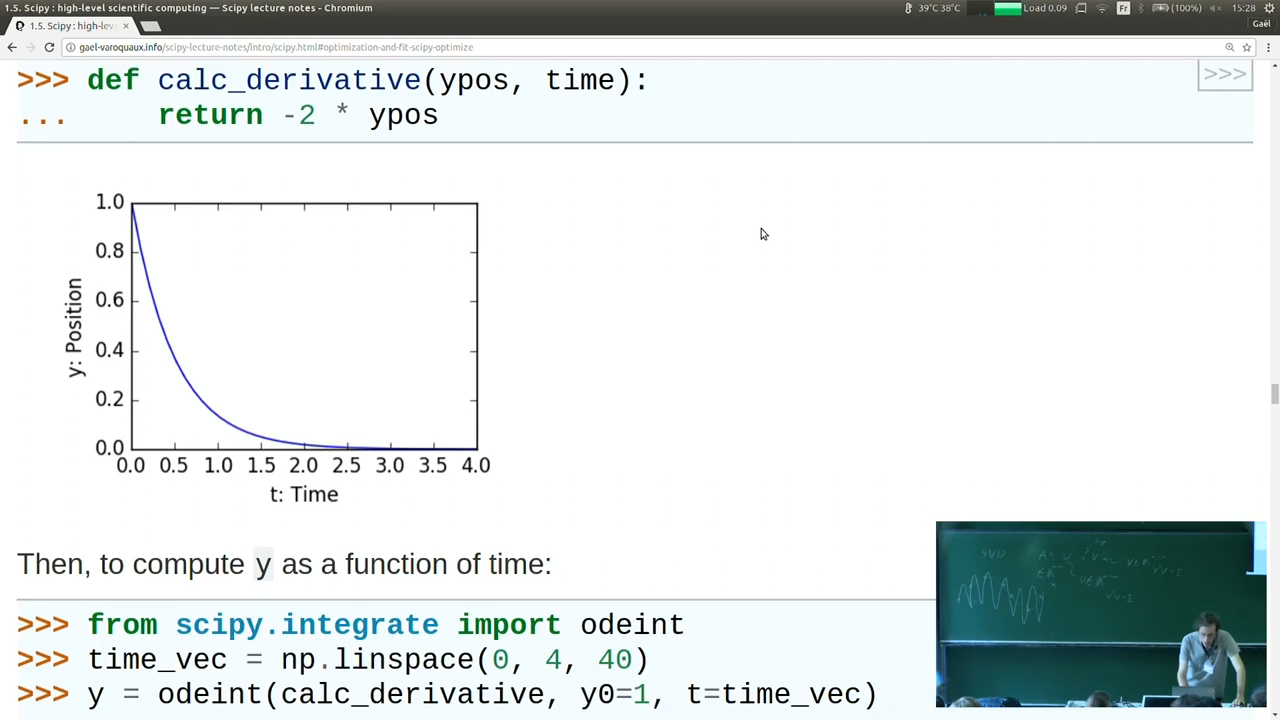 1.5. Scipy : high-level scientific computing — Scipy lecture notes - Chromium
39°C 38°C Load 0.09 Fr (100%) 15:28
1.5. Scipy : high-lev × Gaël
gael-varoquaux.info/scipy-lecture-notes/intro/scipy.html#optimization-and-fit-scipy-optimize
>>> def calc_derivative(ypos, time): >>>
... return -2 * ypos
1.0
0.8
0.6
0.4
0.2
0.0
y: Position
0.0 0.5 1.0 1.5 2.0 2.5 3.0 3.5 4.0
t: Time
Then, to compute y as a function of time:
>>> from scipy.integrate import odeint
>>> time_vec = np.linspace(0, 4, 40)
>>> y = odeint(calc_derivative, y0=1, t=time_vec)
SVD